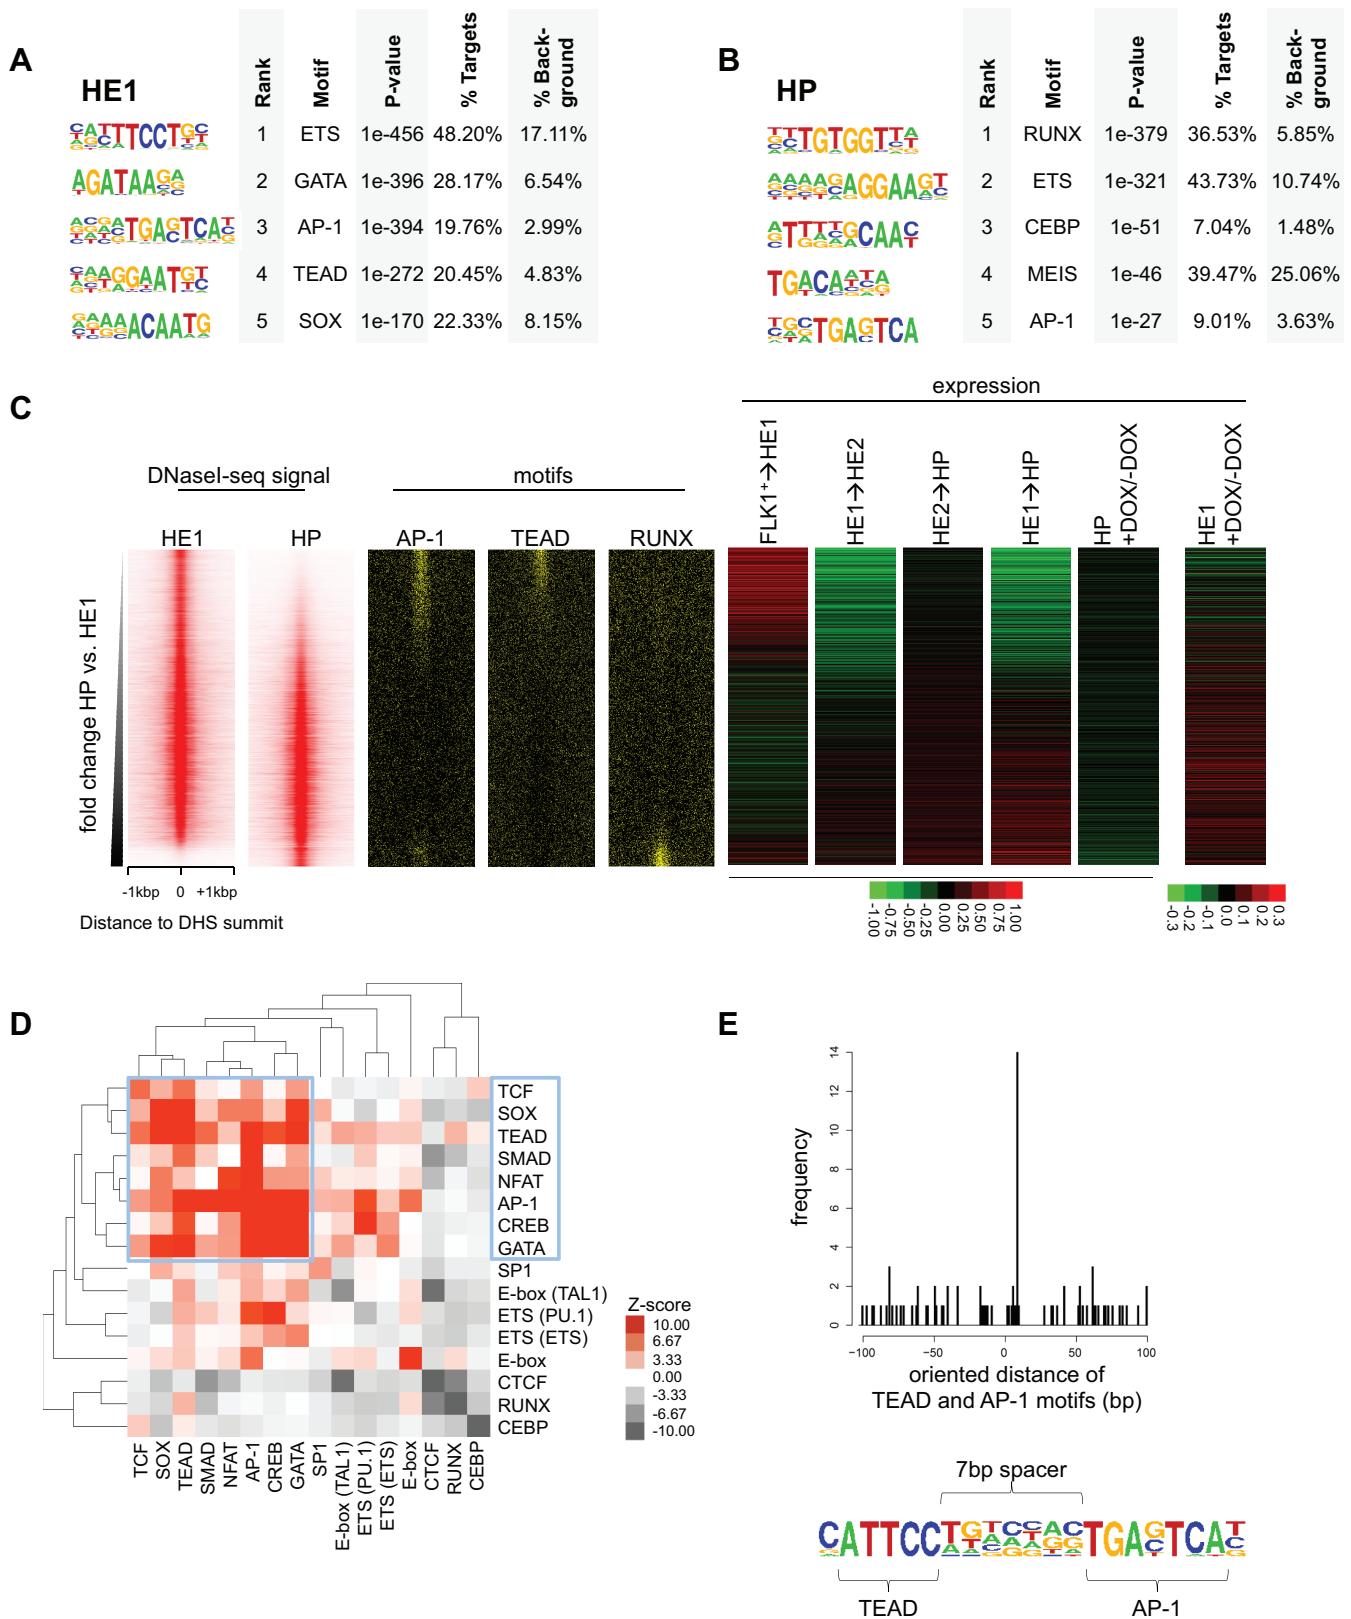 A
HE1
Rank
Motif
P-value
% Targets
% Back-
ground
1 ETS 1e-456 48.20% 17.11%
2 GATA 1e-396 28.17% 6.54%
3 AP-1 1e-394 19.76% 2.99%
4 TEAD 1e-272 20.45% 4.83%
5 SOX 1e-170 22.33% 8.15%
B
HP
Rank
Motif
P-value
% Targets
% Back-
ground
1 RUNX 1e-379 36.53% 5.85%
2 ETS 1e-321 43.73% 10.74%
3 CEBP 1e-51 7.04% 1.48%
4 MEIS 1e-46 39.47% 25.06%
5 AP-1 1e-27 9.01% 3.63%
C
DNaseI-seq signal
motifs
expression
HE1
HP
AP-1
TEAD
RUNX
FLK1⁺→HE1
HE1→HE2
HE2→HP
HE1→HP
HP
+DOX/-DOX
HE1
+DOX/-DOX
fold change HP vs. HE1
-1kbp 0 +1kbp
Distance to DHS summit
-1.00 -0.75 -0.50 -0.25 0.00 0.25 0.50 0.75 1.00
-0.3 -0.2 -0.1 0.0 0.1 0.2 0.3
D
TCF
SOX
TEAD
SMAD
NFAT
AP-1
CREB
GATA
SP1
E-box (TAL1)
ETS (PU.1)
ETS (ETS)
E-box
CTCF
RUNX
CEBP
TCF
SOX
TEAD
SMAD
NFAT
AP-1
CREB
GATA
SP1
E-box (TAL1)
ETS (PU.1)
ETS (ETS)
E-box
CTCF
RUNX
CEBP
Z-score
10.00
6.67
3.33
0.00
-3.33
-6.67
-10.00
E
frequency
14
12
10
8
6
4
2
0
−100 −50 0 50 100
oriented distance of
TEAD and AP-1 motifs (bp)
7bp spacer
TEAD
AP-1